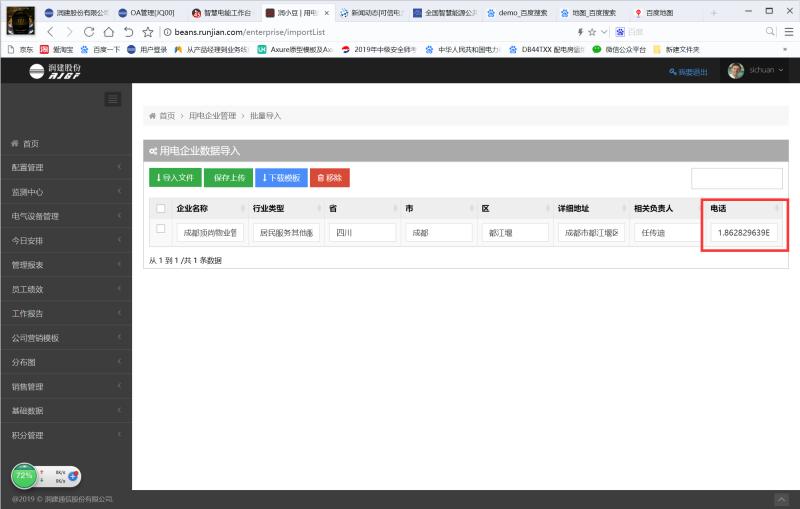 润建股份有限公 OA管理[JQ00] 智慧电能工作台 润小豆 | 用电 新闻动态|可信电力 全国智慧能源公共 demo_百度搜索 地图_百度搜索 百度地图
beans.runjian.com/enterprise/importList 百度
京东 爱淘宝 百度一下 用户登录 从产品经理到业务线 Axure原型模板及Ax 2019年中级安全师考 中华人民共和国电力 DB44TXX 配电房运 微信公众平台 新建文件夹
润建股份 RJGF 我要退出 sichuan
首页 > 用电企业管理 > 批量导入
首页
配置管理
监测中心
电气设备管理
今日安排
管理报表
员工绩效
工作报告
公司营销模板
分布图
销售管理
基础数据
积分管理
用电企业数据导入
导入文件 保存上传 下载模板 移除
企业名称 行业类型 省 市 区 详细地址 相关负责人 电话
成都顶尚物业管 居民服务其他服 四川 成都 都江堰 成都市都江堰区 任传迪 1.862829639E
从 1 到 1 /共 1 条数据
72% 0K/s
0K/s
@2019 © 润建通信股份有限公司.